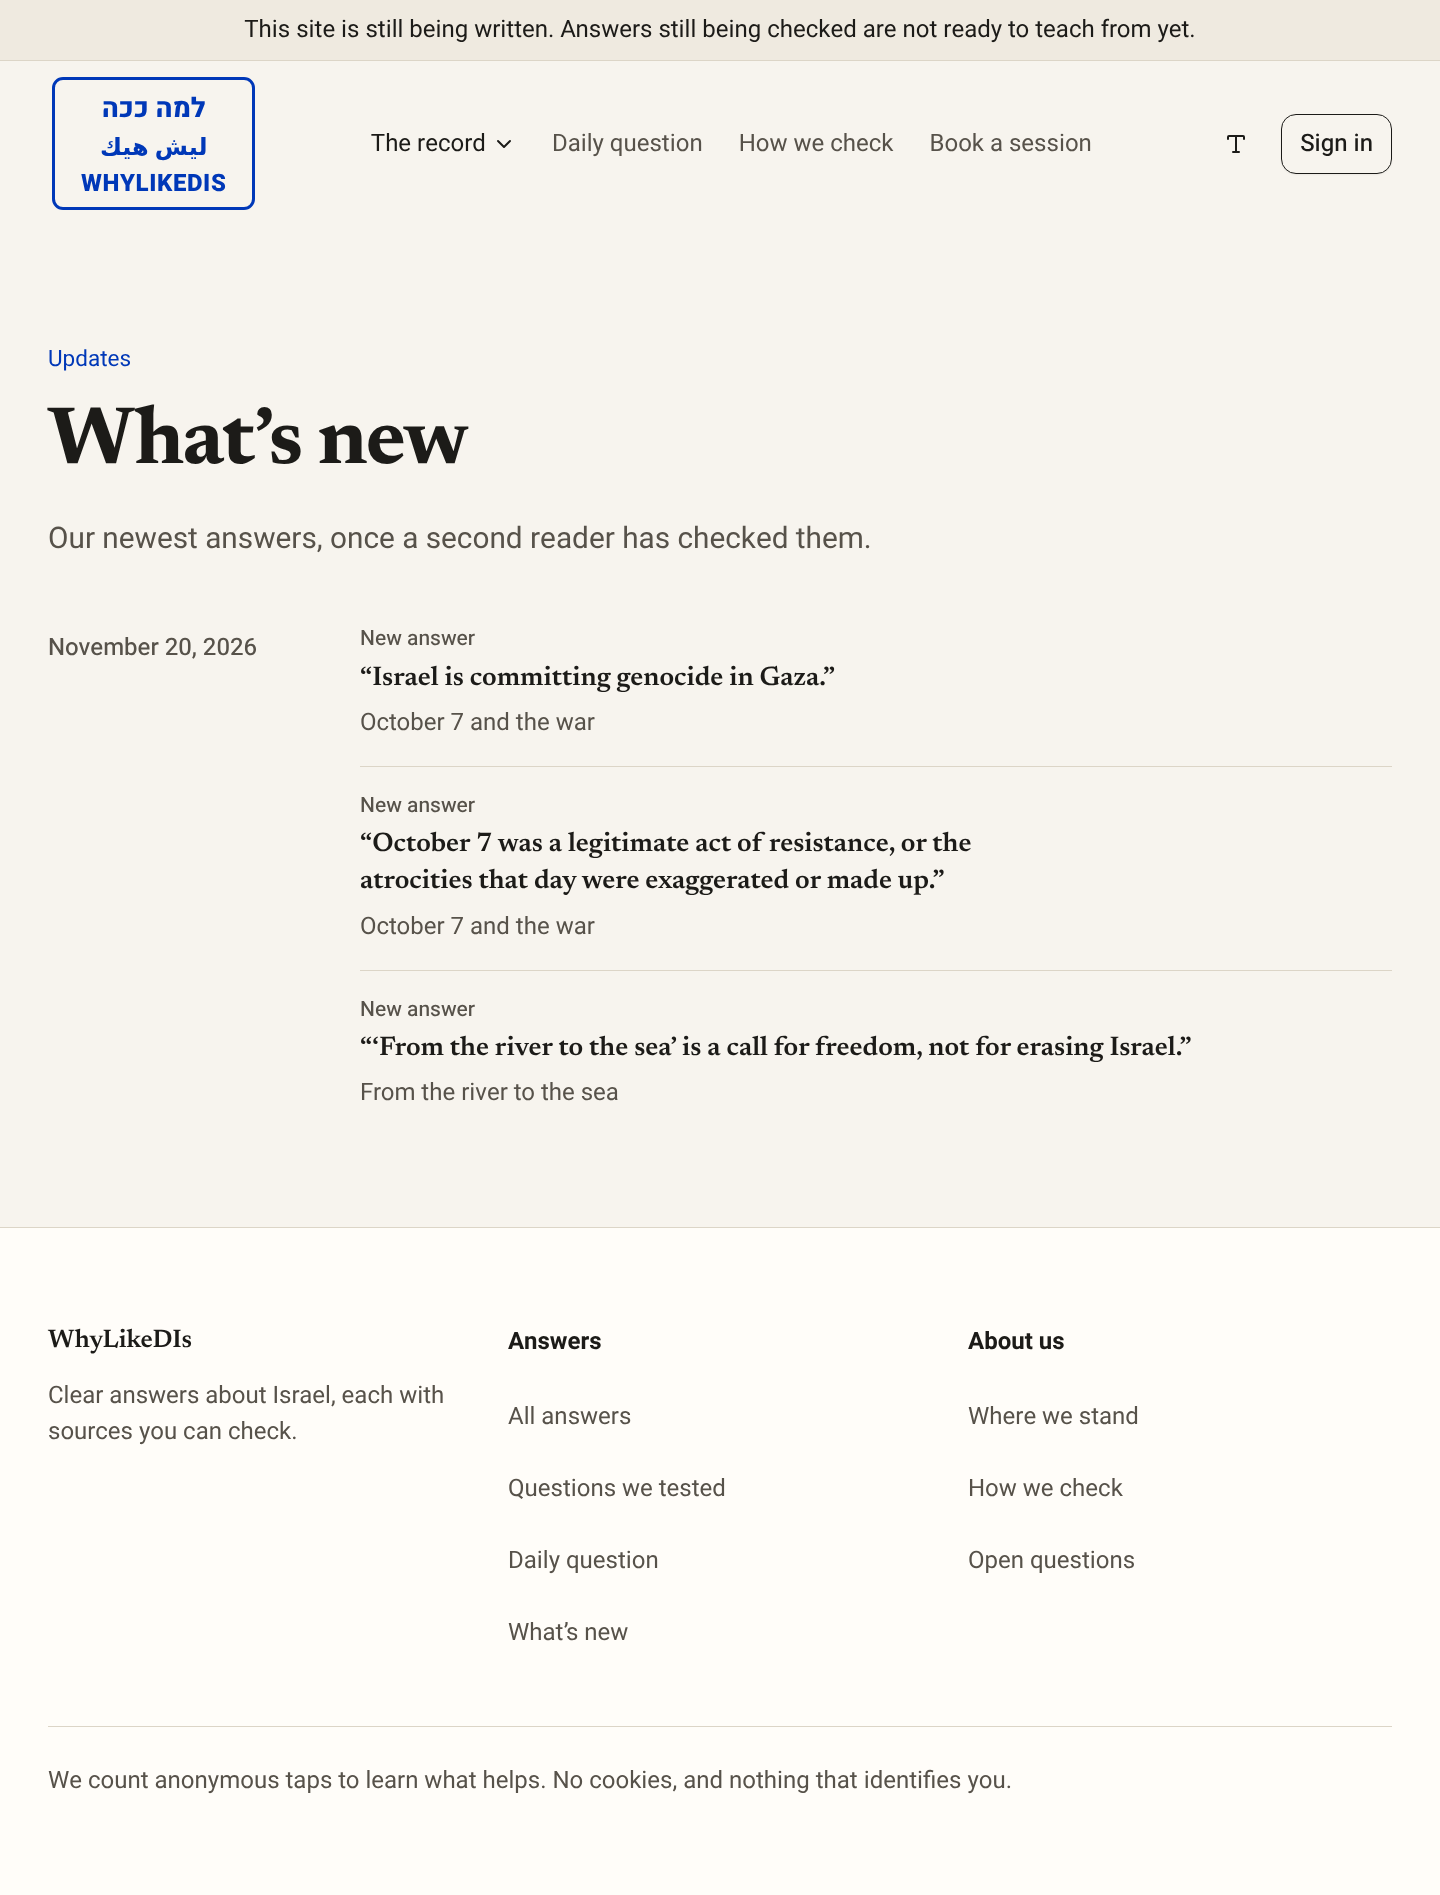 This site is still being written. Answers still being checked are not ready to teach from yet.
למה ככה
ليش هيك
WHYLIKEDIS
The record
Daily question
How we check
Book a session
Sign in
Updates
What’s new
Our newest answers, once a second reader has checked them.
November 20, 2026
New answer
“Israel is committing genocide in Gaza.”
October 7 and the war
New answer
“October 7 was a legitimate act of resistance, or the
atrocities that day were exaggerated or made up.”
October 7 and the war
New answer
“‘From the river to the sea’ is a call for freedom, not for erasing Israel.”
From the river to the sea
WhyLikeDIs
Clear answers about Israel, each with
sources you can check.
Answers
All answers
Questions we tested
Daily question
What’s new
About us
Where we stand
How we check
Open questions
We count anonymous taps to learn what helps. No cookies, and nothing that identifies you.